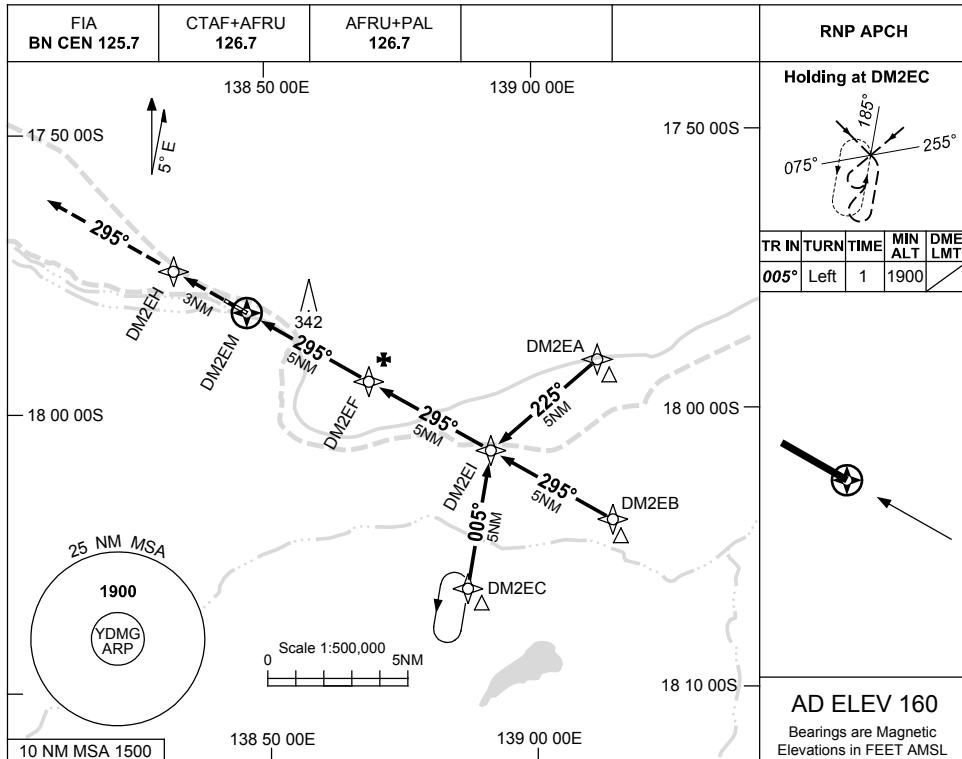 FIA
BN CEN 125.7
CTAF+AFRU
126.7
AFRU+PAL
126.7
RNP APCH
138 50 00E
139 00 00E
17 50 00S
17 50 00S
5° E
Holding at DM2EC
185°
255°
075°
TR IN TURN TIME MIN ALT DME LMT
005° Left 1 1900
295°
DM2EH
3NM
DM2EM
342
295°
5NM
DM2EF
DM2EA
225°
5NM
18 00 00S
18 00 00S
295°
5NM
DM2EI
295°
5NM
DM2EB
005°
5NM
DM2EC
25 NM MSA
1900
YDMG
ARP
Scale 1:500,000
0 5NM
18 10 00S
10 NM MSA 1500
138 50 00E
139 00 00E
AD ELEV 160
Bearings are Magnetic
Elevations in FEET AMSL